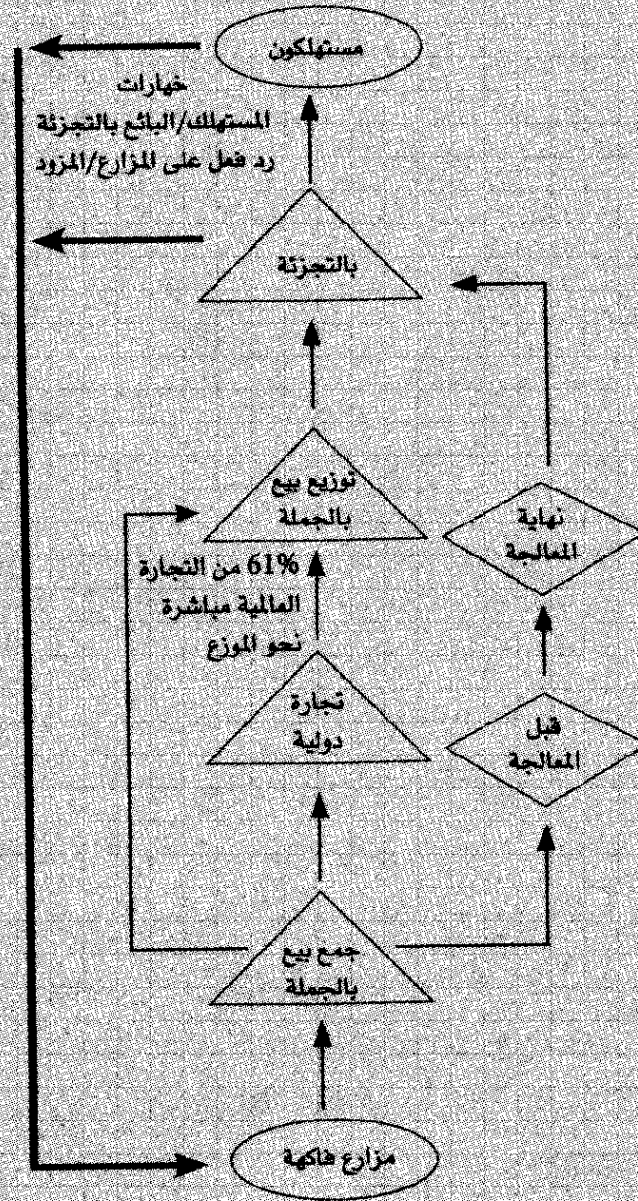 مستهلكون
خيارات
المستهلك/البائع بالتجزئة
رد فعل على المزارع/المزود
بالتجزئة
توزيع بيع
بالجملة
نهاية
المعالجة
61% من التجارة
العالمية مباشرة
نحو الموزع
تجارة
دولية
قبل
المعالجة
جمع بيع
بالجملة
مزارع فاكهة